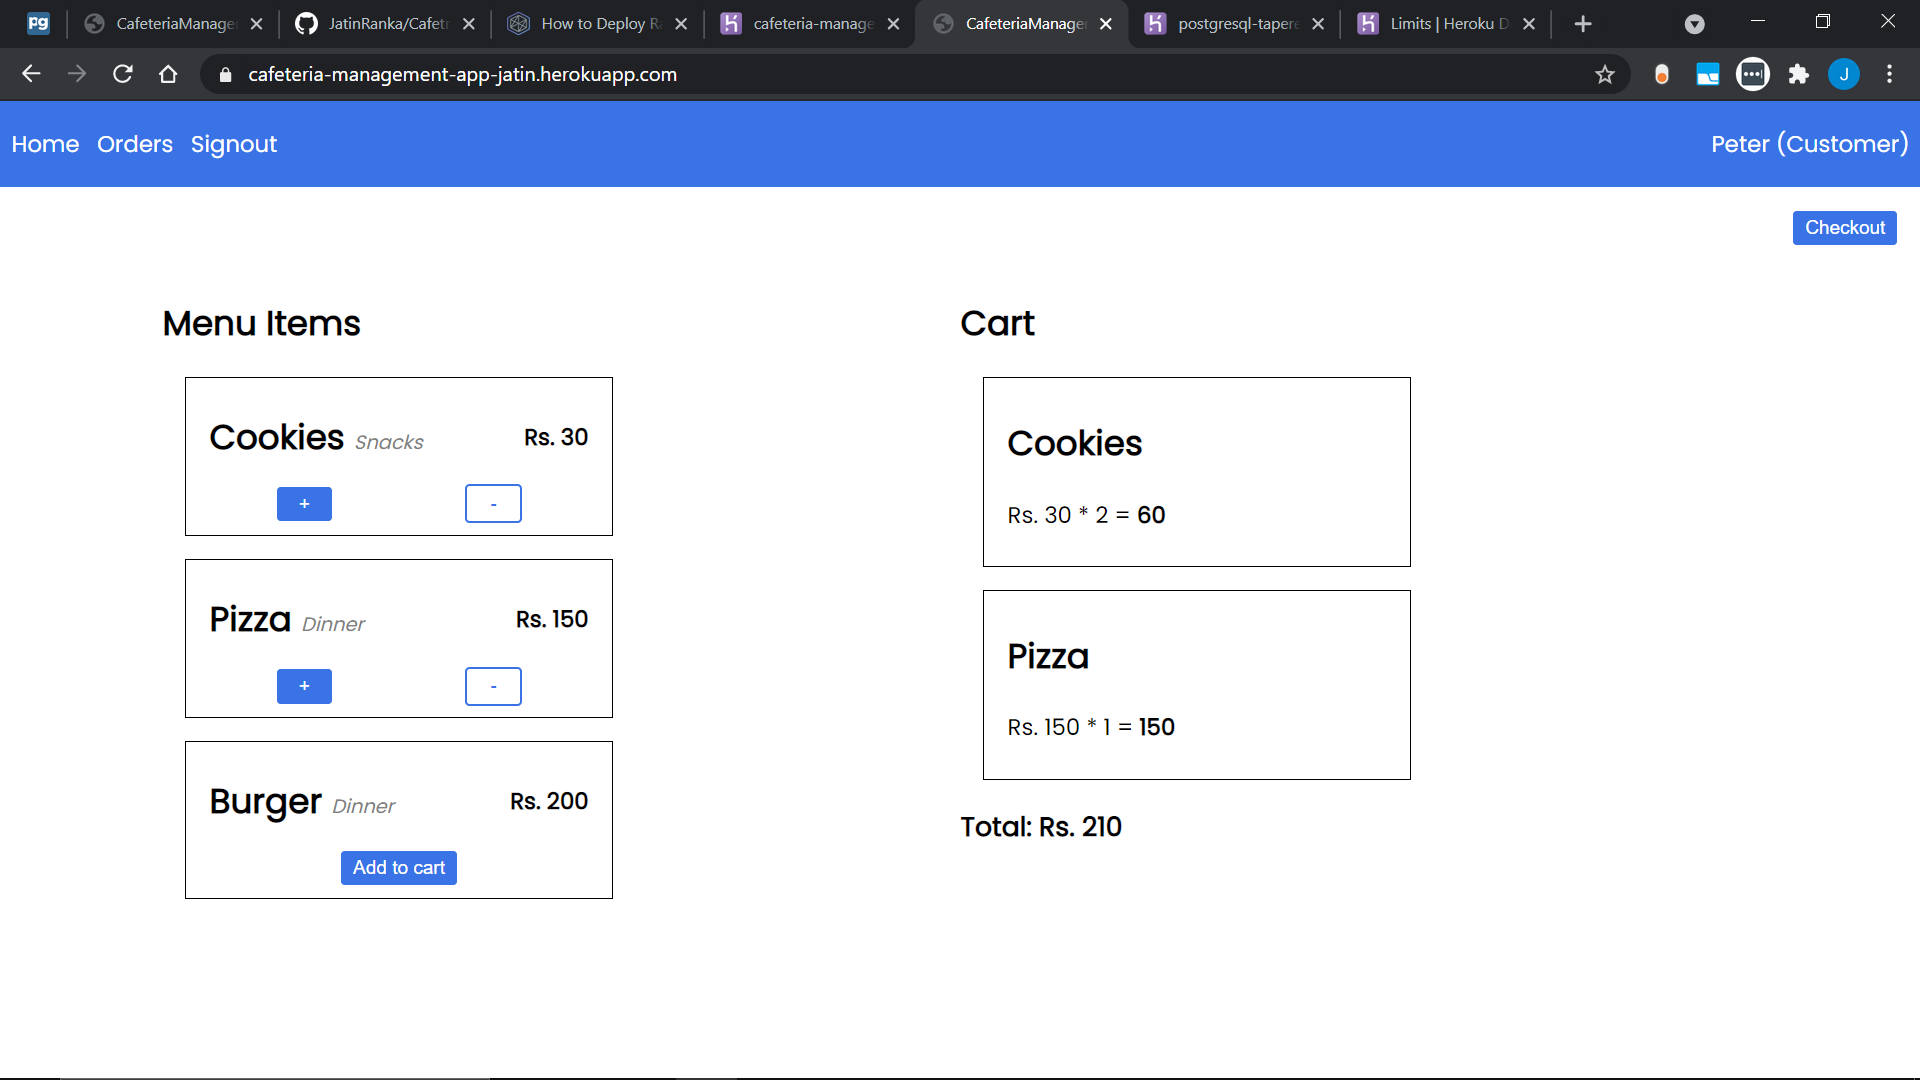 pg
CafeteriaManage
JatinRanka/Cafet
How to Deploy R
cafeteria-manage
CafeteriaManage
postgresql-taper
Limits | Heroku D
cafeteria-management-app-jatin.herokuapp.com
J
Home Orders Signout
Peter (Customer)
Checkout
Menu Items
Cookies Snacks Rs. 30
+ -
Pizza Dinner Rs. 150
+ -
Burger Dinner Rs. 200
Add to cart
Cart
Cookies
Rs. 30 * 2 = 60
Pizza
Rs. 150 * 1 = 150
Total: Rs. 210